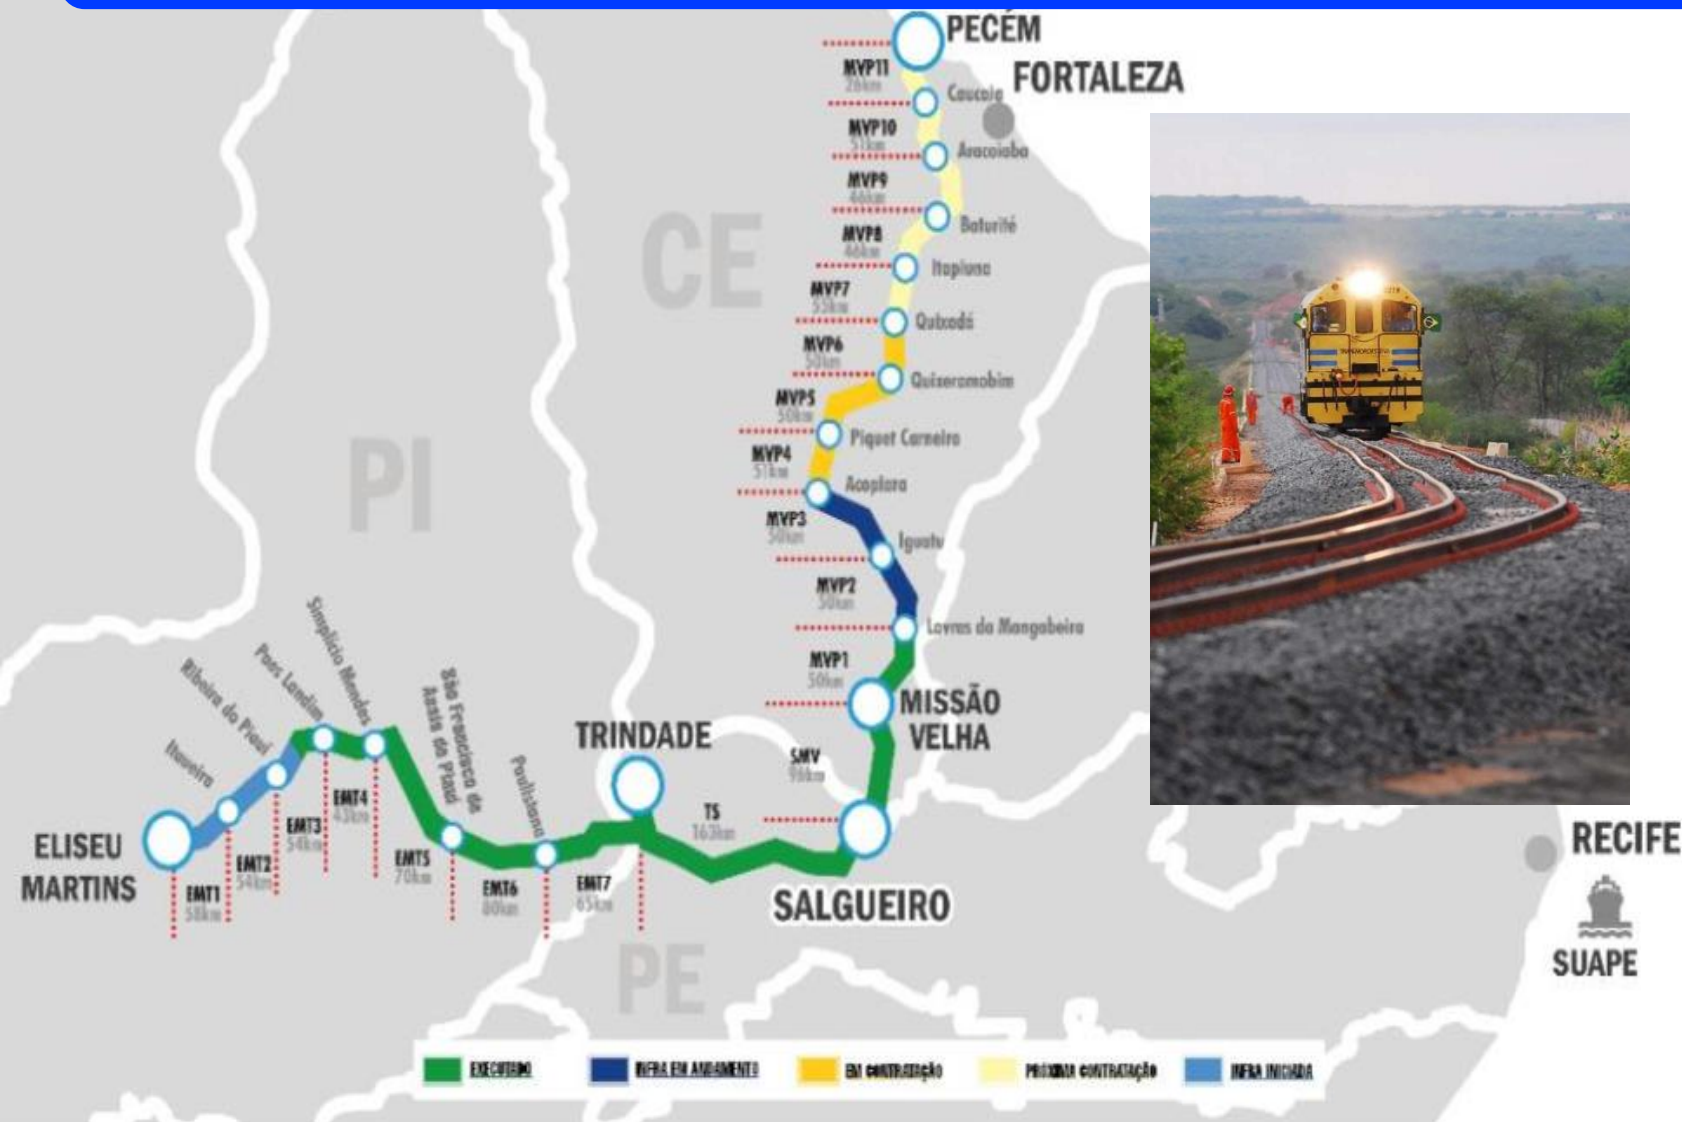 PECÉM
FORTALEZA
MVP11
26km
Caucaia
MVP10
51km
Aracoiaba
MVP9
46km
Baturité
MVP8
46km
Itapiuna
CE
MVP7
55km
Quixadá
MVP6
50km
Quixeramobim
MVP5
50km
Piquet Carneiro
MVP4
51km
Acopiara
PI
MVP3
50km
Iguatu
MVP2
50km
Lavras da Mangabeira
MVP1
50km
MISSÃO
VELHA
TRINDADE
SMV
96km
TS
163km
SALGUEIRO
Simplício Mendes
Paes Landim
Ribeira do Piauí
Itaueira
São Francisco de
Assis do Piauí
Paulistana
ELISEU
MARTINS
EMT1
58km
EMT2
54km
EMT3
54km
EMT4
43km
EMT5
70km
EMT6
80km
EMT7
65km
PE
RECIFE
SUAPE
EXECUTADO
INFRA EM ANDAMENTO
EM CONTRATAÇÃO
PRÓXIMA CONTRATAÇÃO
INFRA INICIADA